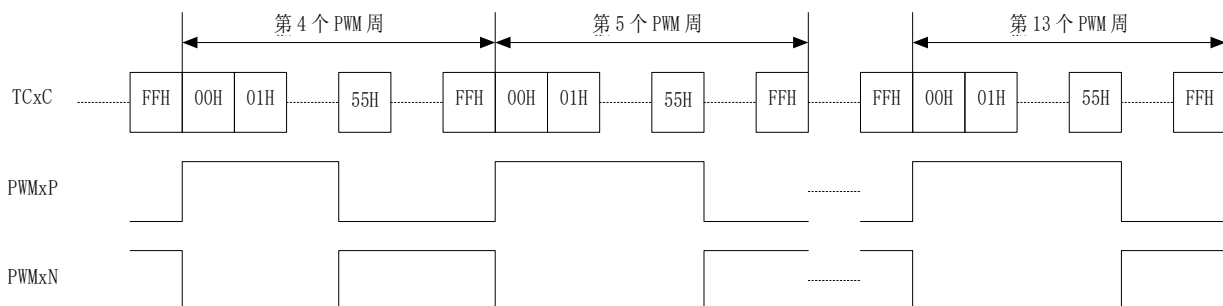 第 4 个 PWM 周 第 5 个 PWM 周 第 13 个 PWM 周
TCxC FFH 00H 01H 55H FFH 00H 01H 55H FFH FFH 00H 01H 55H FFH
PWMxP
PWMxN